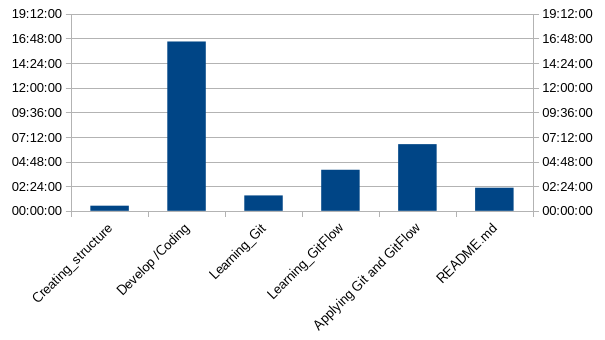 19:12:00 19:12:00
16:48:00 16:48:00
14:24:00 14:24:00
12:00:00 12:00:00
09:36:00 09:36:00
07:12:00 07:12:00
04:48:00 04:48:00
02:24:00 02:24:00
00:00:00 00:00:00
Creating_structure
Develop /Coding
Learning_Git
Learning_GitFlow
Applying Git and GitFlow
README.md